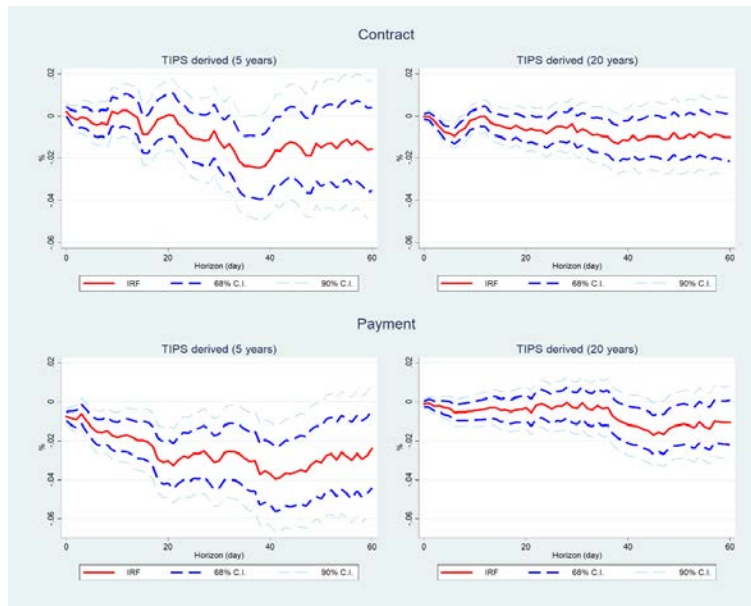 Contract
TIPS derived (5 years)
TIPS derived (20 years)
.02
0
-.02
-.04
-.06
%
0 20 40 60
Horizon (day)
IRF 68% C.I. 90% C.I.
.02
0
-.02
-.04
-.06
%
0 20 40 60
Horizon (day)
IRF 68% C.I. 90% C.I.
Payment
TIPS derived (5 years)
TIPS derived (20 years)
.02
0
-.02
-.04
-.06
%
0 20 40 60
Horizon (day)
IRF 68% C.I. 90% C.I.
.02
0
-.02
-.04
-.06
%
0 20 40 60
Horizon (day)
IRF 68% C.I. 90% C.I.